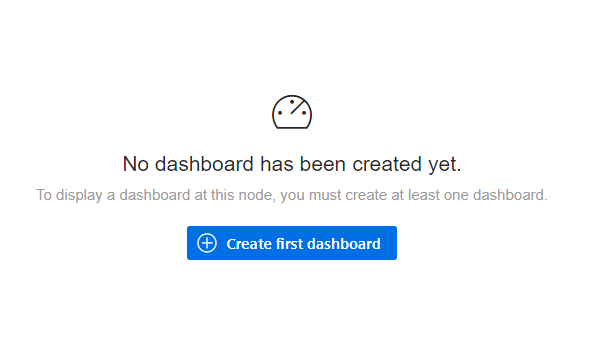 No dashboard has been created yet.
To display a dashboard at this node, you must create at least one dashboard.
Create first dashboard